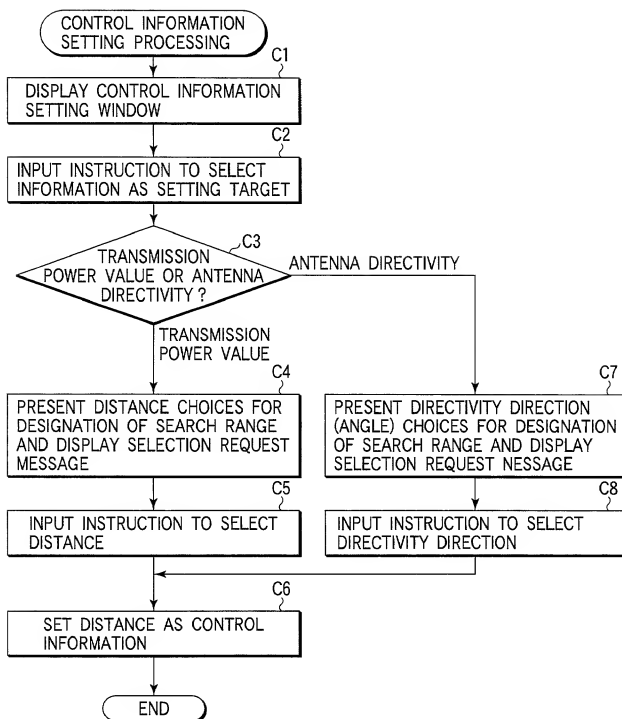 CONTROL INFORMATION
SETTING PROCESSING
C1
DISPLAY CONTROL INFORMATION
SETTING WINDOW
C2
INPUT INSTRUCTION TO SELECT
INFORMATION AS SETTING TARGET
C3
TRANSMISSION
POWER VALUE OR ANTENNA
DIRECTIVITY ?
ANTENNA DIRECTIVITY
TRANSMISSION
POWER VALUE
C4
PRESENT DISTANCE CHOICES FOR
DESIGNATION OF SEARCH RANGE
AND DISPLAY SELECTION REQUEST
MESSAGE
C7
PRESENT DIRECTIVITY DIRECTION
(ANGLE) CHOICES FOR DESIGNATION
OF SEARCH RANGE AND DISPLAY
SELECTION REQUEST NESSAGE
C5
INPUT INSTRUCTION TO SELECT
DISTANCE
C8
INPUT INSTRUCTION TO SELECT
DIRECTIVITY DIRECTION
C6
SET DISTANCE AS CONTROL
INFORMATION
END